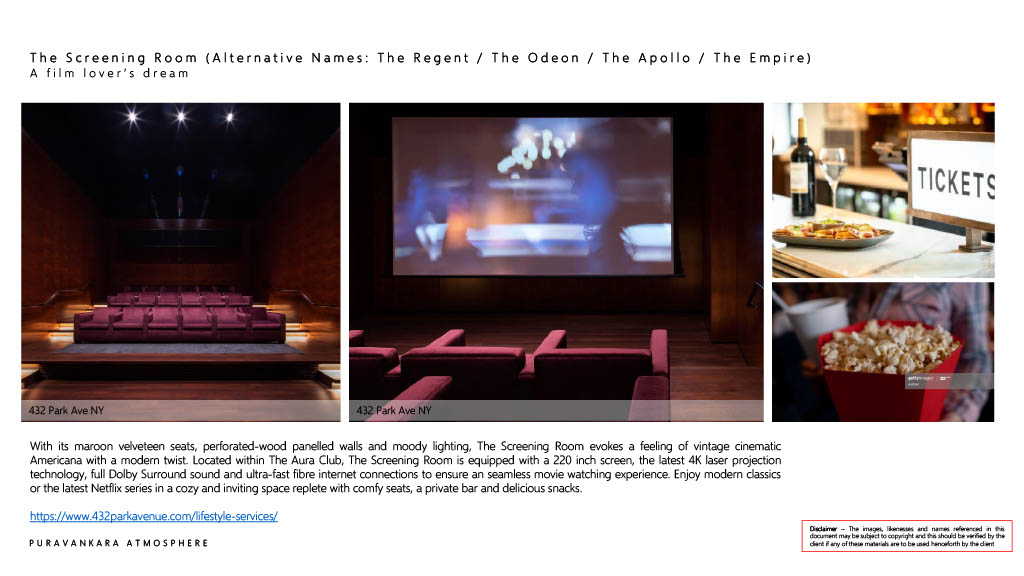 The Screening Room (Alternative Names: The Regent / The Odeon / The Apollo / The Empire)
A film lover's dream
TICKETS
gettyimages
432 Park Ave NY
432 Park Ave NY
With its maroon velveteen seats, perforated-wood panelled walls and moody lighting, The Screening Room evokes a feeling of vintage cinematic
Americana with a modern twist. Located within The Aura Club, The Screening Room is equipped with a 220 inch screen, the latest 4K laser projection
technology, full Dolby Surround sound and ultra-fast fibre internet connections to ensure an seamless movie watching experience. Enjoy modern classics
or the latest Netflix series in a cozy and inviting space replete with comfy seats, a private bar and delicious snacks.
https://www.432parkavenue.com/lifestyle-services/
PURAVANKARA ATMOSPHERE
Disclaimer – The images, likenesses and names referenced in this
document may be subject to copyright and this should be verified by the
client if any of these materials are to be used henceforth by the client